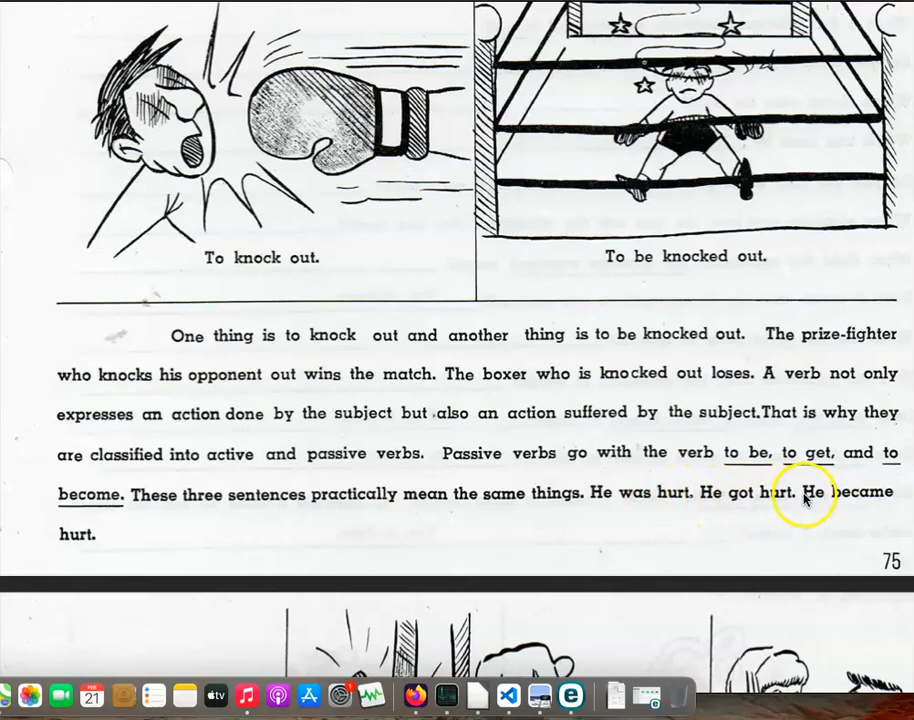 To knock out.
To be knocked out.
One thing is to knock out and another thing is to be knocked out. The prize-fighter
who knocks his opponent out wins the match. The boxer who is knocked out loses. A verb not only
expresses an action done by the subject but also an action suffered by the subject.That is why they
are classified into active and passive verbs. Passive verbs go with the verb to be, to get, and to
become. These three sentences practically mean the same things. He was hurt. He got hurt. He became
hurt.
75
FEB
21
tv